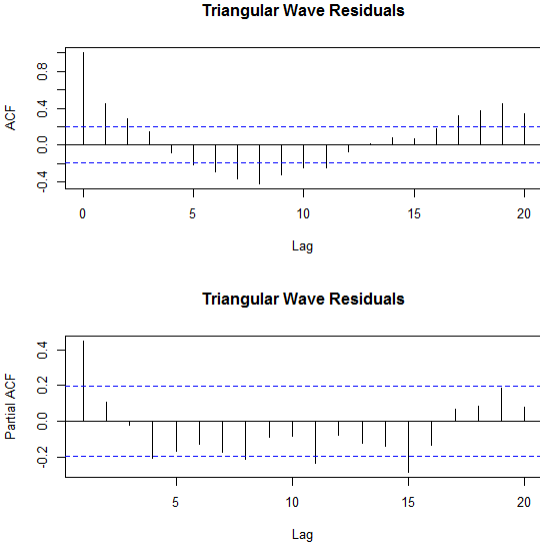 Triangular Wave Residuals
ACF
-0.4 0.0 0.4 0.8
0 5 10 15 20
Lag
Triangular Wave Residuals
Partial ACF
-0.2 0.0 0.2 0.4
5 10 15 20
Lag